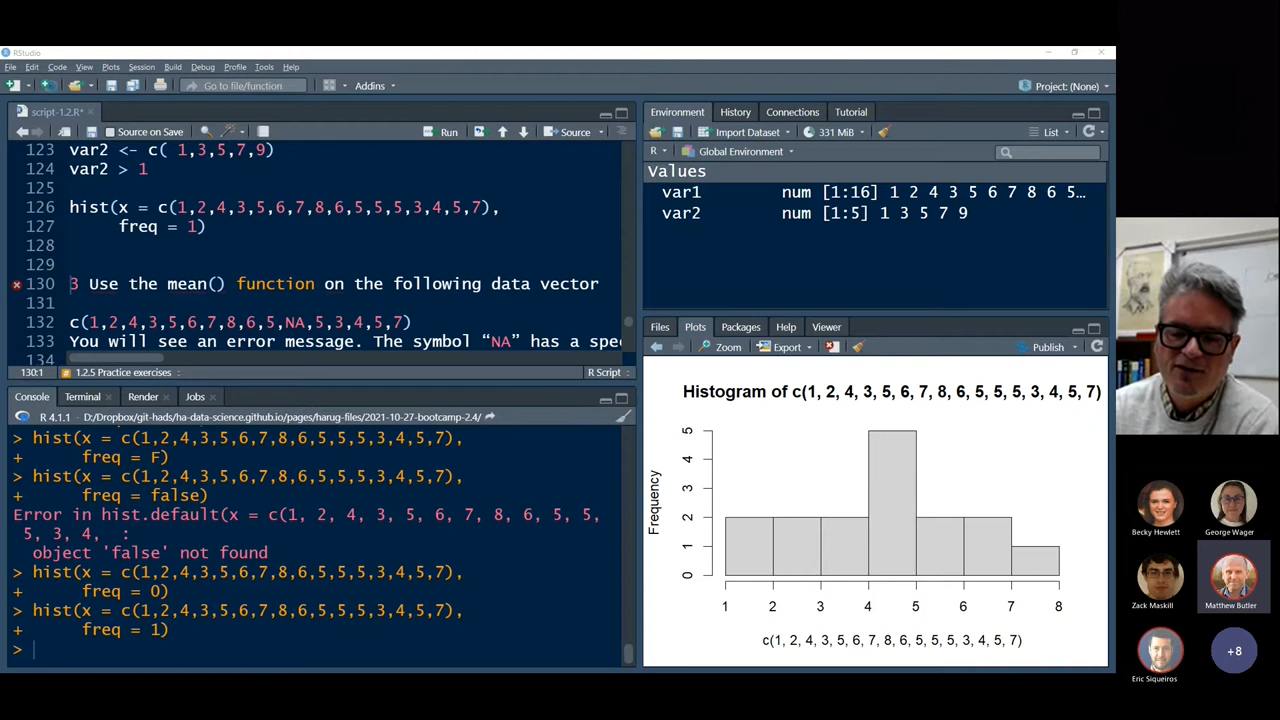 RStudio
File Edit Code View Plots Session Build Debug Profile Tools Help
Go to file/function Addins Project: (None)
script-1.2.R*
Source on Save Run Source
123 var2 <- c( 1,3,5,7,9)
124 var2 > 1
125
126 hist(x = c(1,2,4,3,5,6,7,8,6,5,5,5,3,4,5,7),
127 freq = 1)
128
129
130 3 Use the mean() function on the following data vector
131
132 c(1,2,4,3,5,6,7,8,6,5,NA,5,3,4,5,7)
133 You will see an error message. The symbol “NA” has a spe
134
130:1 # 1.2.5 Practice exercises R Script
Console Terminal Render Jobs
R 4.1.1 · D:/Dropbox/git-hads/ha-data-science.github.io/pages/harug-files/2021-10-27-bootcamp-2.4/
> hist(x = c(1,2,4,3,5,6,7,8,6,5,5,5,3,4,5,7),
+ freq = F)
> hist(x = c(1,2,4,3,5,6,7,8,6,5,5,5,3,4,5,7),
+ freq = false)
Error in hist.default(x = c(1, 2, 4, 3, 5, 6, 7, 8, 6, 5, 5,
5, 3, 4, :
object 'false' not found
> hist(x = c(1,2,4,3,5,6,7,8,6,5,5,5,3,4,5,7),
+ freq = 0)
> hist(x = c(1,2,4,3,5,6,7,8,6,5,5,5,3,4,5,7),
+ freq = 1)
>
Environment History Connections Tutorial
Import Dataset 331 MiB List
R Global Environment
Values
var1 num [1:16] 1 2 4 3 5 6 7 8 6 5…
var2 num [1:5] 1 3 5 7 9
Files Plots Packages Help Viewer
Zoom Export Publish
Histogram of c(1, 2, 4, 3, 5, 6, 7, 8, 6, 5, 5, 5, 3, 4, 5, 7)
Frequency
5
4
3
2
1
0
1 2 3 4 5 6 7 8
c(1, 2, 4, 3, 5, 6, 7, 8, 6, 5, 5, 5, 3, 4, 5, 7)
Becky Hewlett George Wager
Zack Maskill Matthew Butler
Eric Siqueiros +8